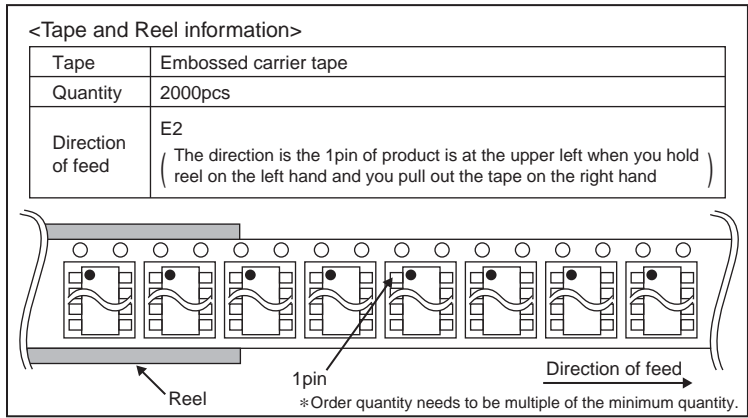 <Tape and Reel information>
Tape Embossed carrier tape
Quantity 2000pcs
Direction of feed E2
( The direction is the 1pin of product is at the upper left when you hold
reel on the left hand and you pull out the tape on the right hand )
Direction of feed
1pin
Reel
*Order quantity needs to be multiple of the minimum quantity.